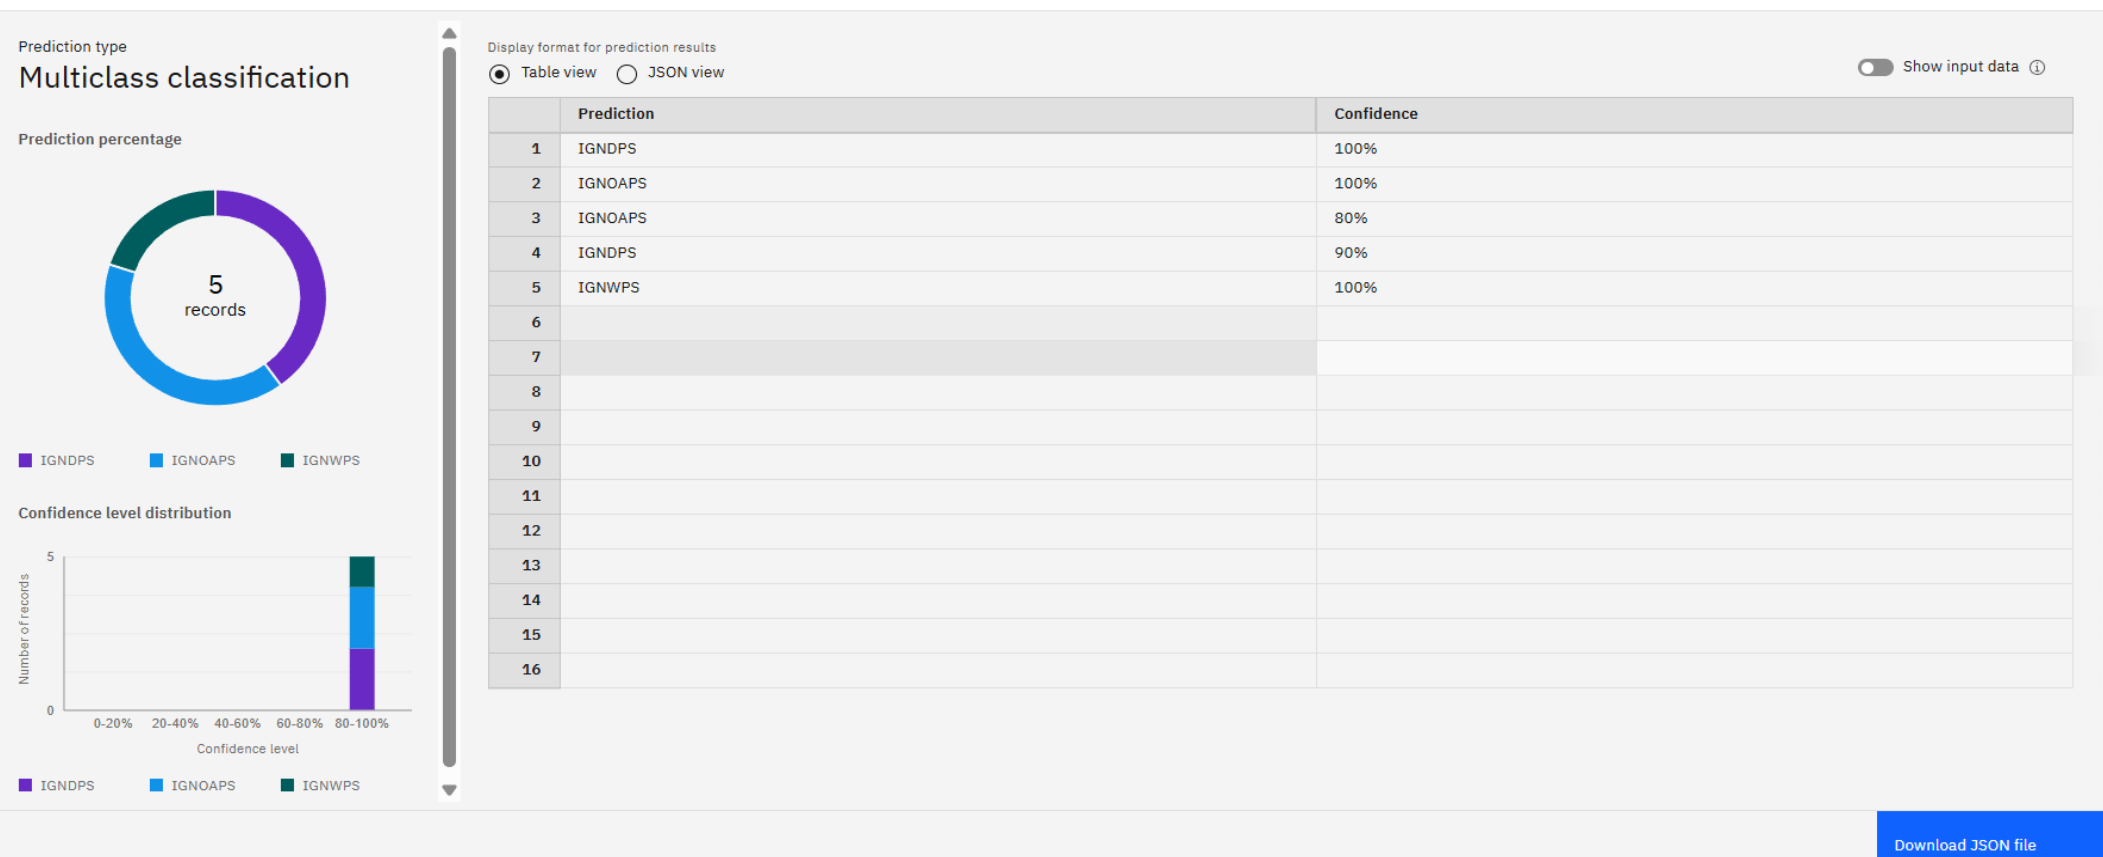 Prediction type
Multiclass classification
Prediction percentage
5
records
IGNDPS IGNOAPS IGNWPS
Confidence level distribution
Number of records
5
0
0-20% 20-40% 40-60% 60-80% 80-100%
Confidence level
IGNDPS IGNOAPS IGNWPS
Display format for prediction results
Table view JSON view
Show input data
Prediction Confidence
1 IGNDPS 100%
2 IGNOAPS 100%
3 IGNOAPS 80%
4 IGNDPS 90%
5 IGNWPS 100%
6
7
8
9
10
11
12
13
14
15
16
Download JSON file